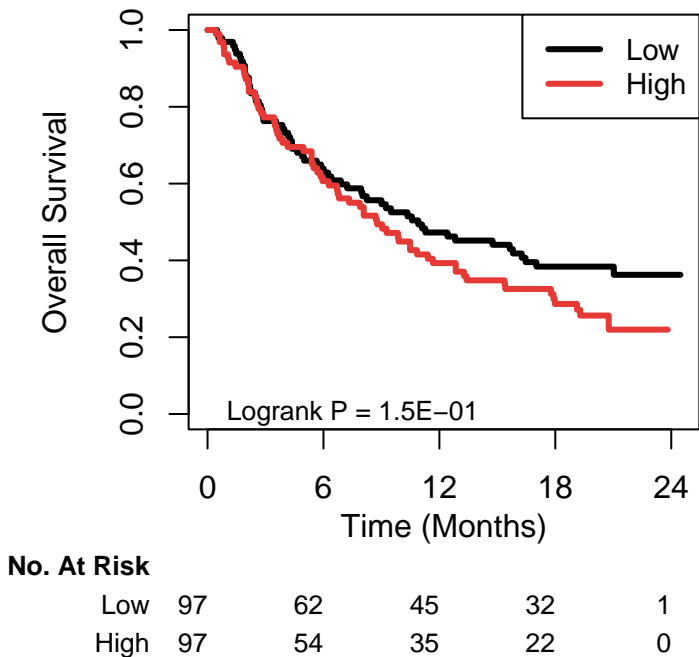 Low
High
Overall Survival
1.0
0.8
0.6
0.4
0.2
0.0
Logrank P = 1.5E−01
0 6 12 18 24
Time (Months)
No. At Risk
Low 97 62 45 32 1
High 97 54 35 22 0